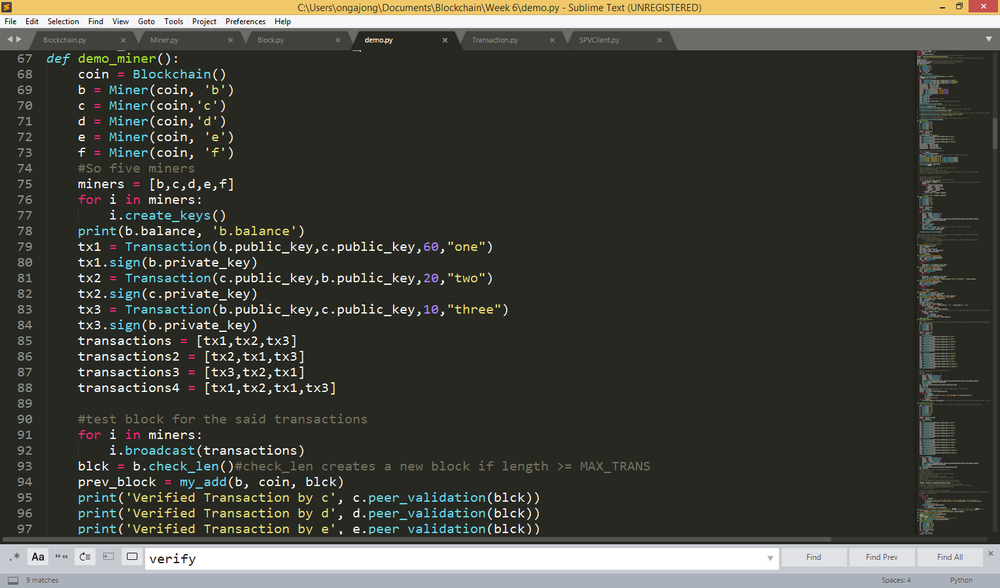 C:\Users\ongajong\Documents\Blockchain\Week 6\demo.py - Sublime Text (UNREGISTERED)
File Edit Selection Find View Goto Tools Project Preferences Help
Blockchain.py Miner.py Block.py demo.py Transaction.py SPVClient.py
67 def demo_miner():
68 coin = Blockchain()
69 b = Miner(coin, 'b')
70 c = Miner(coin,'c')
71 d = Miner(coin,'d')
72 e = Miner(coin, 'e')
73 f = Miner(coin, 'f')
74 #So five miners
75 miners = [b,c,d,e,f]
76 for i in miners:
77 i.create_keys()
78 print(b.balance, 'b.balance')
79 tx1 = Transaction(b.public_key,c.public_key,60,"one")
80 tx1.sign(b.private_key)
81 tx2 = Transaction(c.public_key,b.public_key,20,"two")
82 tx2.sign(c.private_key)
83 tx3 = Transaction(b.public_key,c.public_key,10,"three")
84 tx3.sign(b.private_key)
85 transactions = [tx1,tx2,tx3]
86 transactions2 = [tx2,tx1,tx3]
87 transactions3 = [tx3,tx2,tx1]
88 transactions4 = [tx1,tx2,tx1,tx3]
89
90 #test block for the said transactions
91 for i in miners:
92 i.broadcast(transactions)
93 blck = b.check_len()#check_len creates a new block if length >= MAX_TRANS
94 prev_block = my_add(b, coin, blck)
95 print('Verified Transaction by c', c.peer_validation(blck))
96 print('Verified Transaction by d', d.peer_validation(blck))
97 print('Verified Transaction by e', e.peer_validation(blck))
.* Aa “” verify Find Find Prev Find All
9 matches Spaces: 4 Python